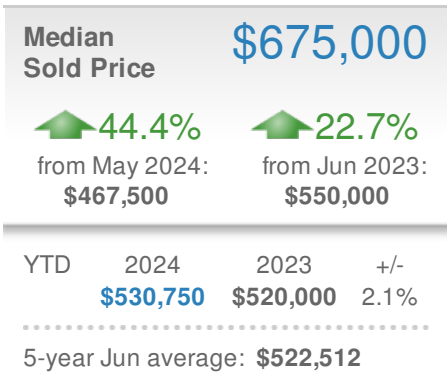 Median
Sold Price
$675,000
44.4%
from May 2024:
$467,500
22.7%
from Jun 2023:
$550,000
YTD 2024 2023 +/-
$530,750 $520,000 2.1%
5-year Jun average: $522,512